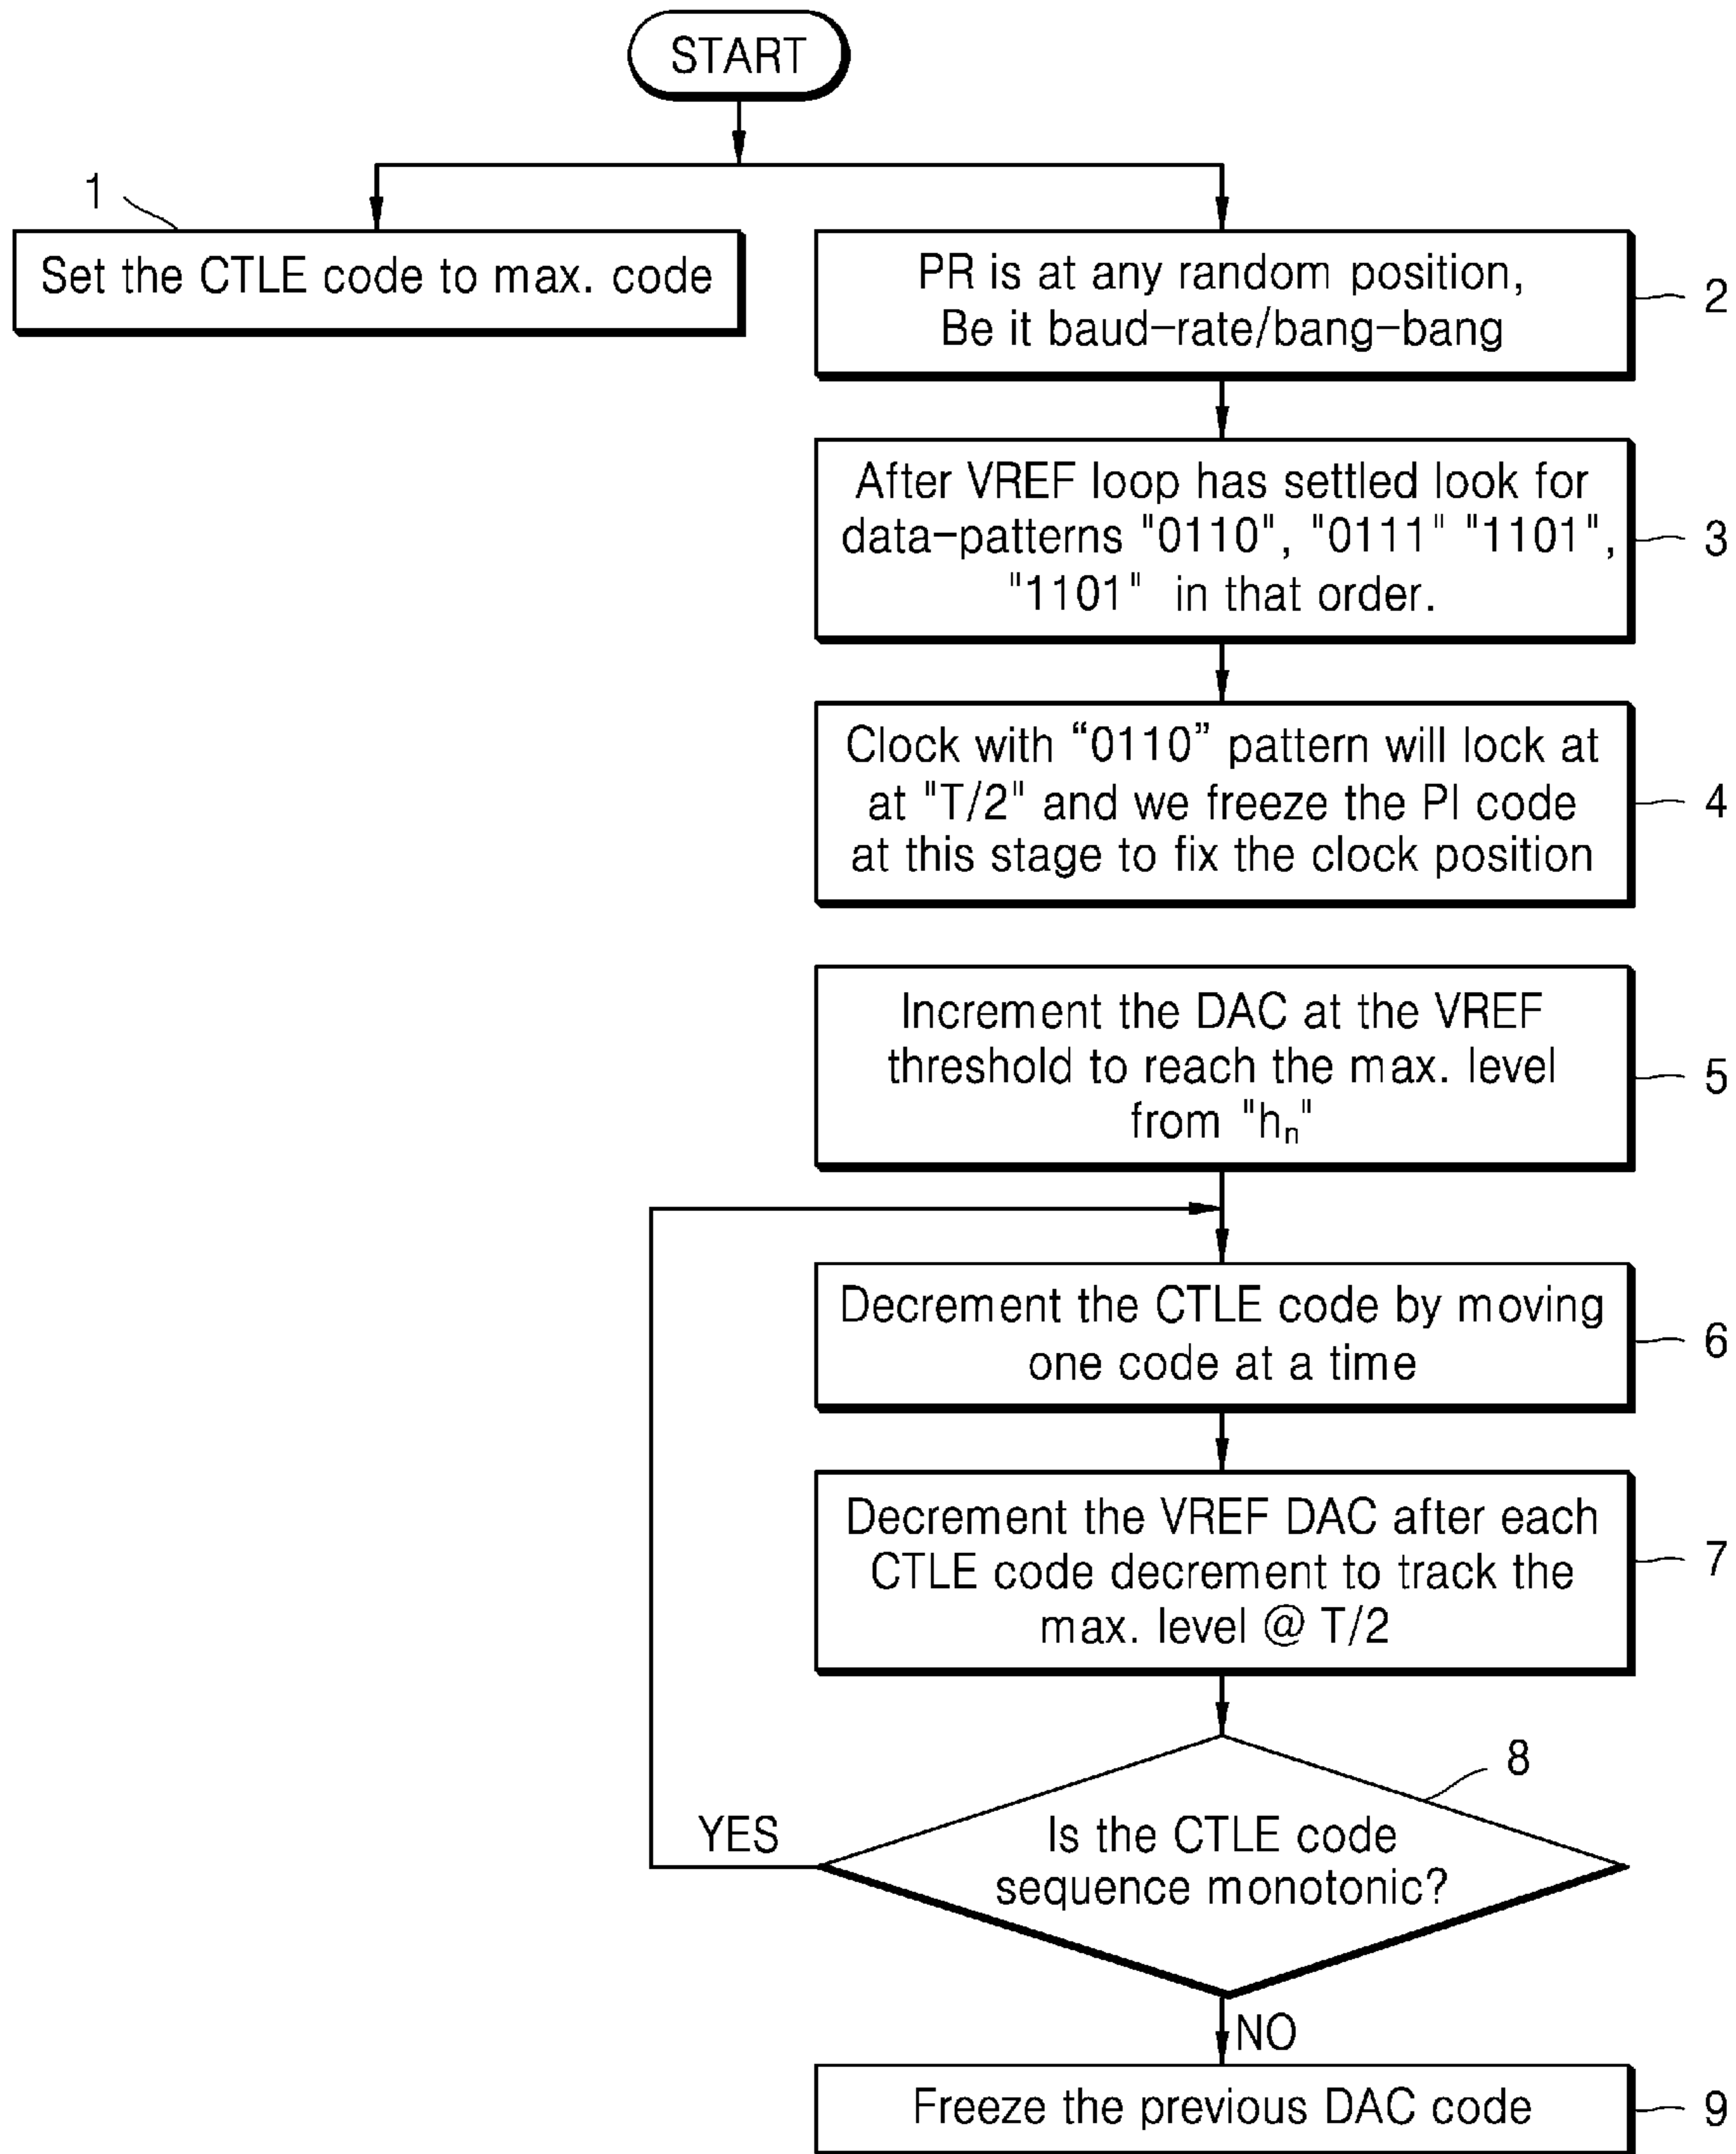 START
1
Set the CTLE code to max. code
PR is at any random position,
Be it baud-rate/bang-bang
2
After VREF loop has settled look for
data-patterns "0110", "0111" "1101",
"1101" in that order.
3
Clock with “0110” pattern will lock at
at "T/2" and we freeze the PI code
at this stage to fix the clock position
4
Increment the DAC at the VREF
threshold to reach the max. level
from "hn"
5
Decrement the CTLE code by moving
one code at a time
6
Decrement the VREF DAC after each
CTLE code decrement to track the
max. level @ T/2
7
8
YES
Is the CTLE code
sequence monotonic?
NO
Freeze the previous DAC code
9